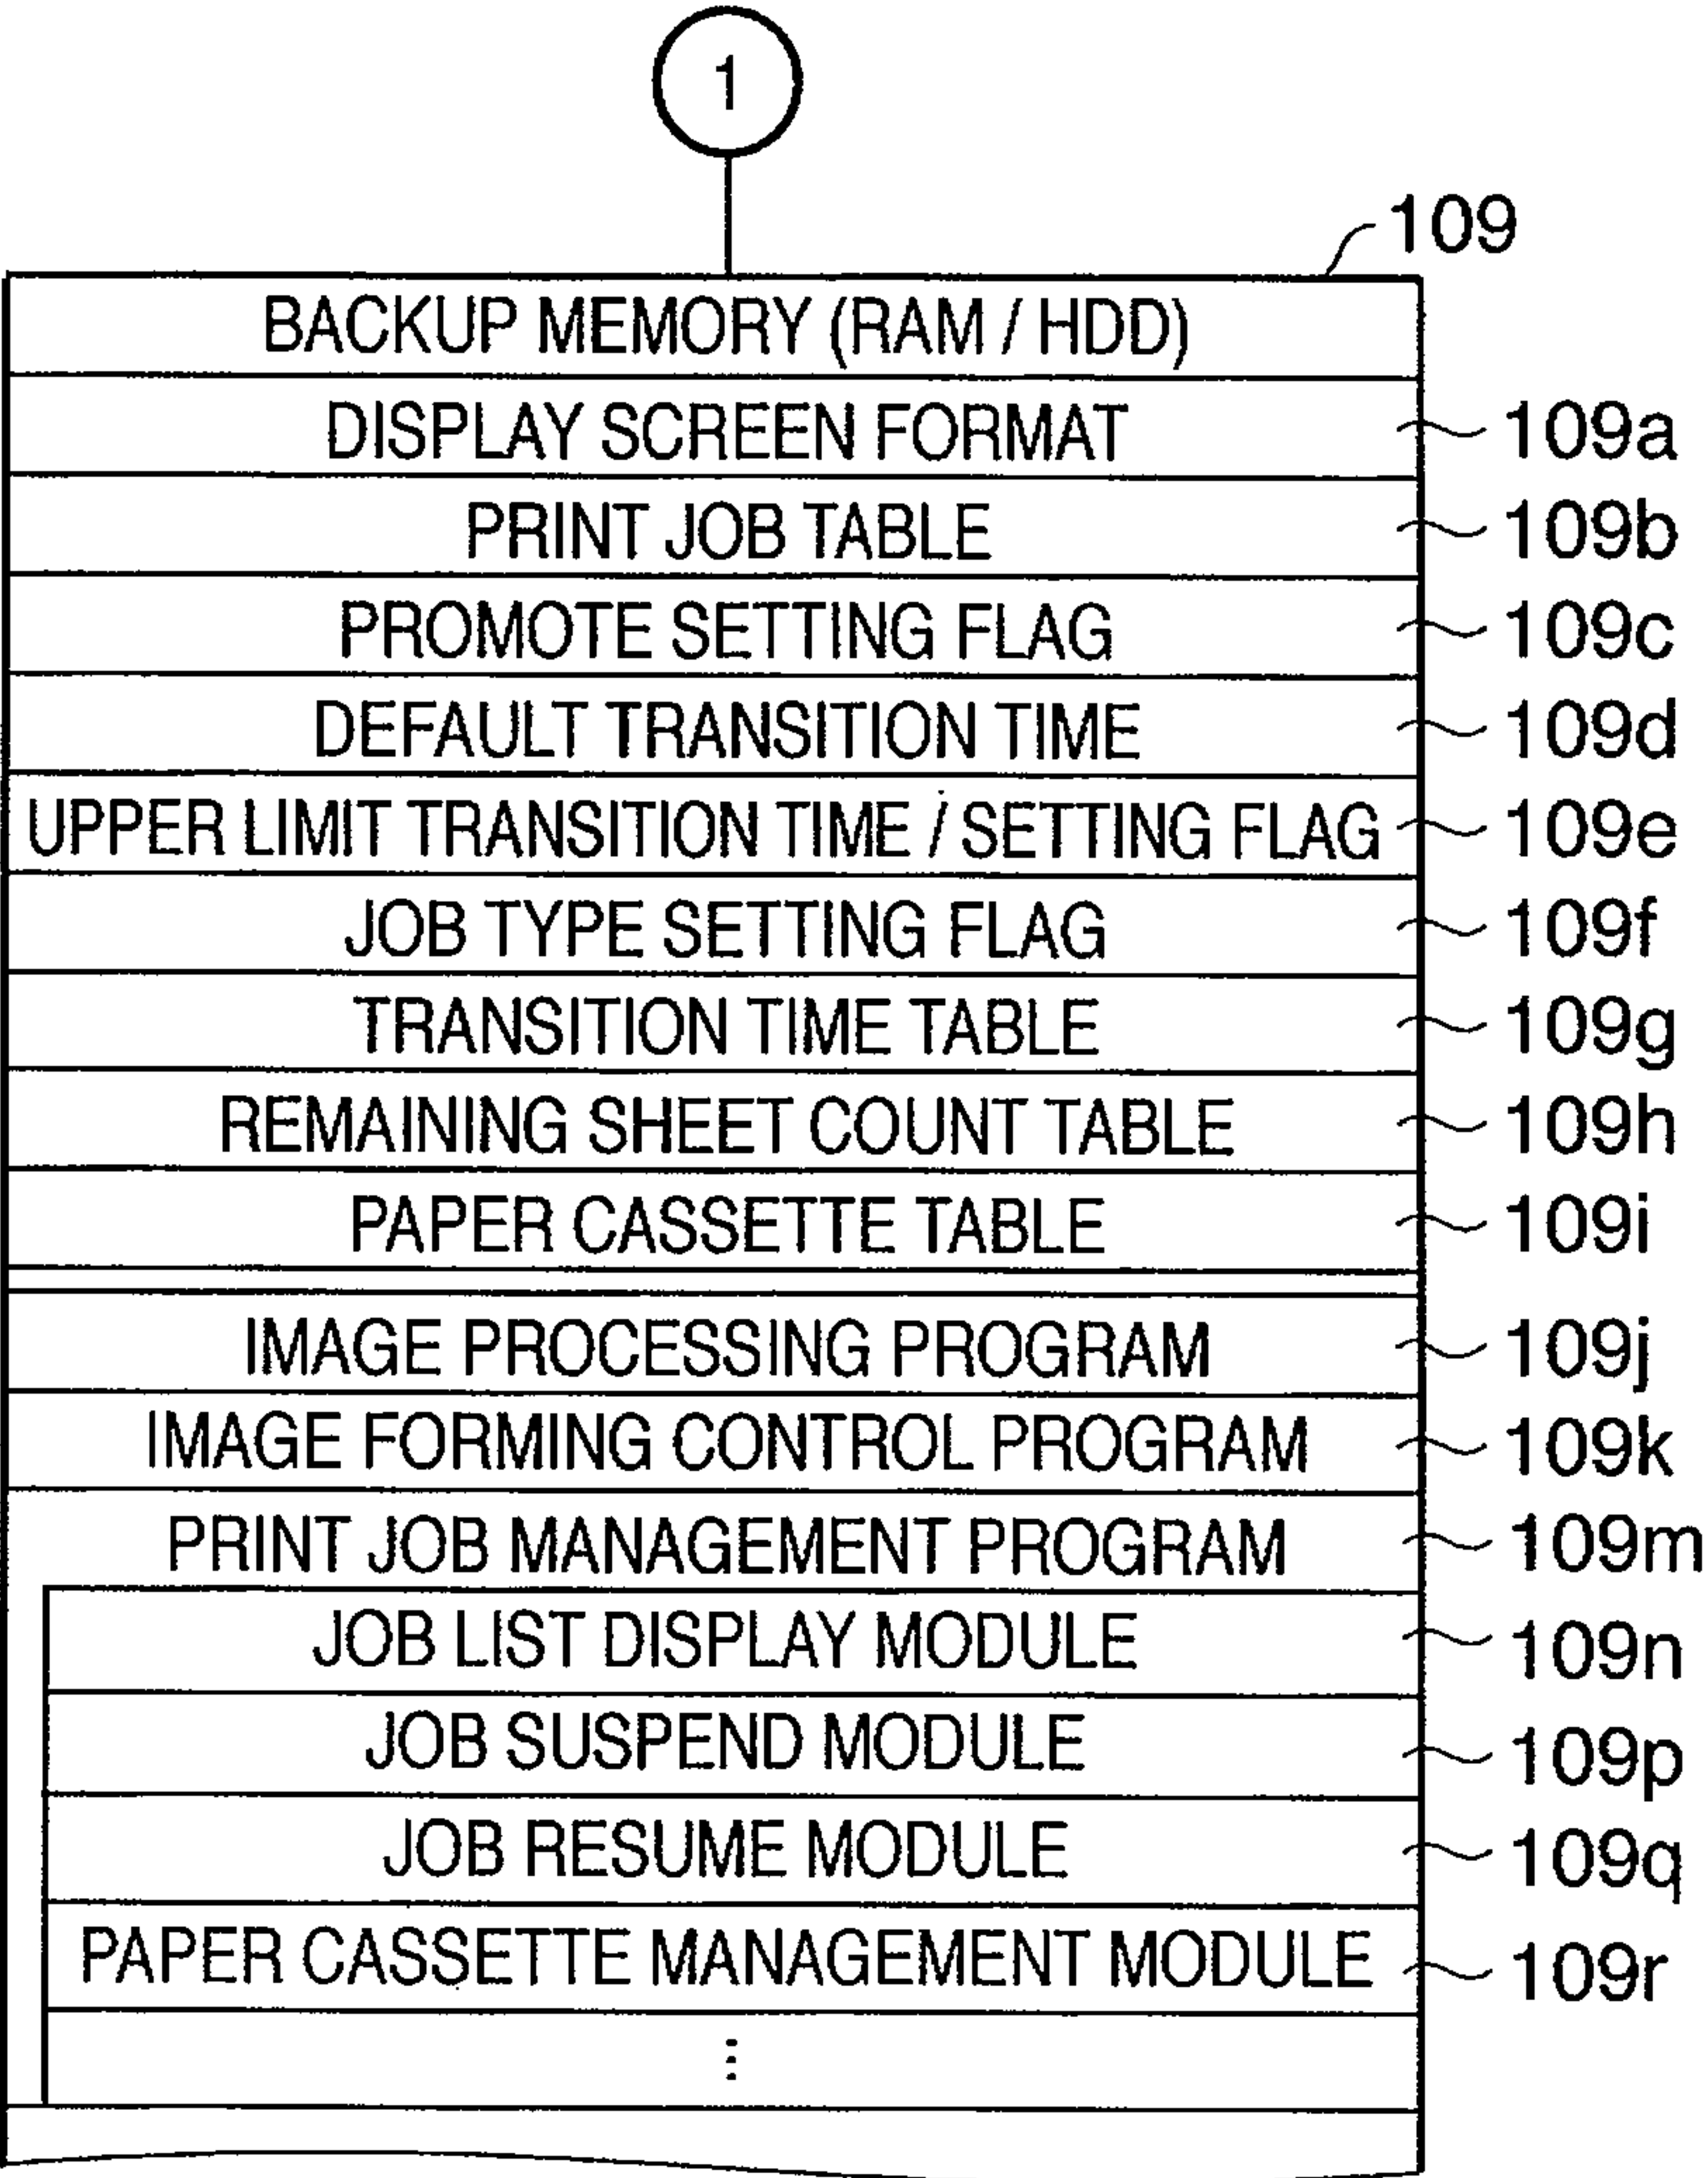 1
109
BACKUP MEMORY (RAM / HDD)
DISPLAY SCREEN FORMAT 109a
PRINT JOB TABLE 109b
PROMOTE SETTING FLAG 109c
DEFAULT TRANSITION TIME 109d
UPPER LIMIT TRANSITION TIME / SETTING FLAG 109e
JOB TYPE SETTING FLAG 109f
TRANSITION TIME TABLE 109g
REMAINING SHEET COUNT TABLE 109h
PAPER CASSETTE TABLE 109i
IMAGE PROCESSING PROGRAM 109j
IMAGE FORMING CONTROL PROGRAM 109k
PRINT JOB MANAGEMENT PROGRAM 109m
JOB LIST DISPLAY MODULE 109n
JOB SUSPEND MODULE 109p
JOB RESUME MODULE 109q
PAPER CASSETTE MANAGEMENT MODULE 109r
⋮